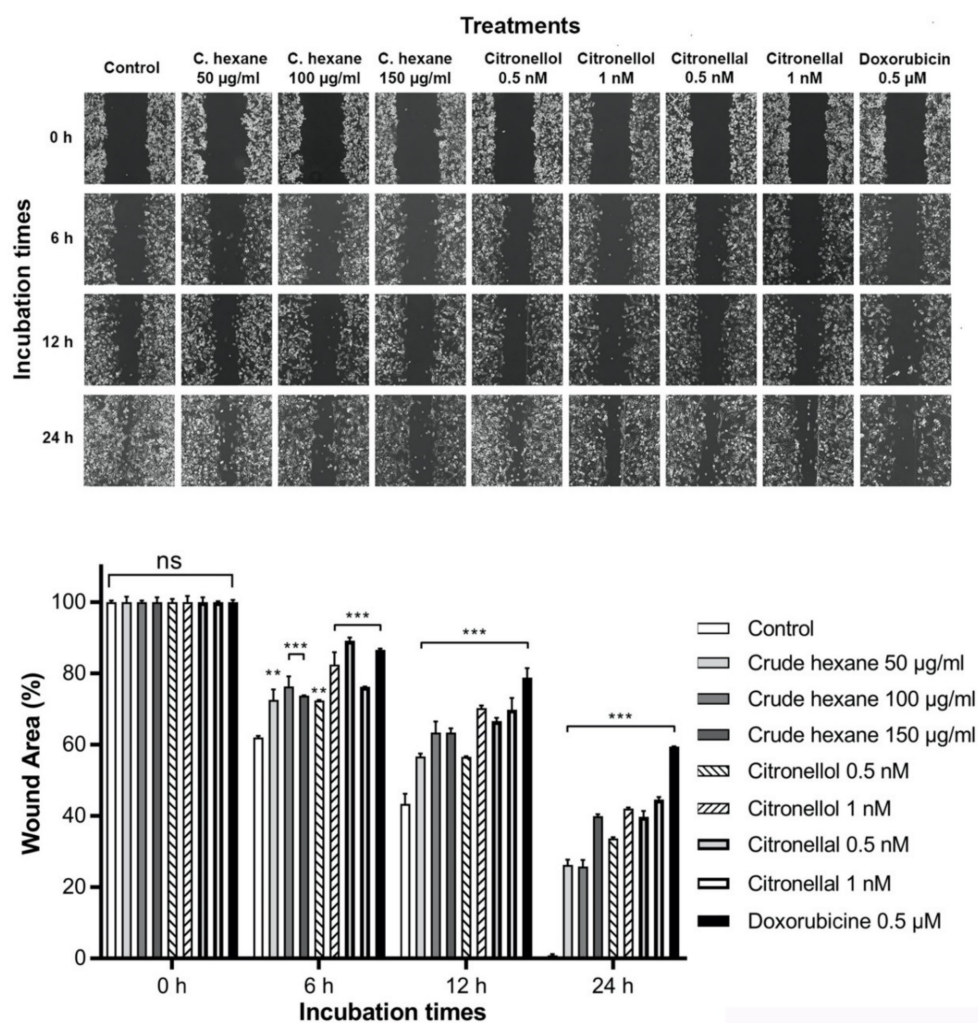 Treatments
Control
C. hexane
50 µg/ml
C. hexane
100 µg/ml
C. hexane
150 µg/ml
Citronellol
0.5 nM
Citronellol
1 nM
Citronellal
0.5 nM
Citronellal
1 nM
Doxorubicin
0.5 µM
Incubation times
0 h
6 h
12 h
24 h
Wound Area (%)
100
80
60
40
20
0
ns
**
***
**
***
***
***
0 h
6 h
12 h
24 h
Incubation times
Control
Crude hexane 50 µg/ml
Crude hexane 100 µg/ml
Crude hexane 150 µg/ml
Citronellol 0.5 nM
Citronellol 1 nM
Citronellal 0.5 nM
Citronellal 1 nM
Doxorubicine 0.5 µM